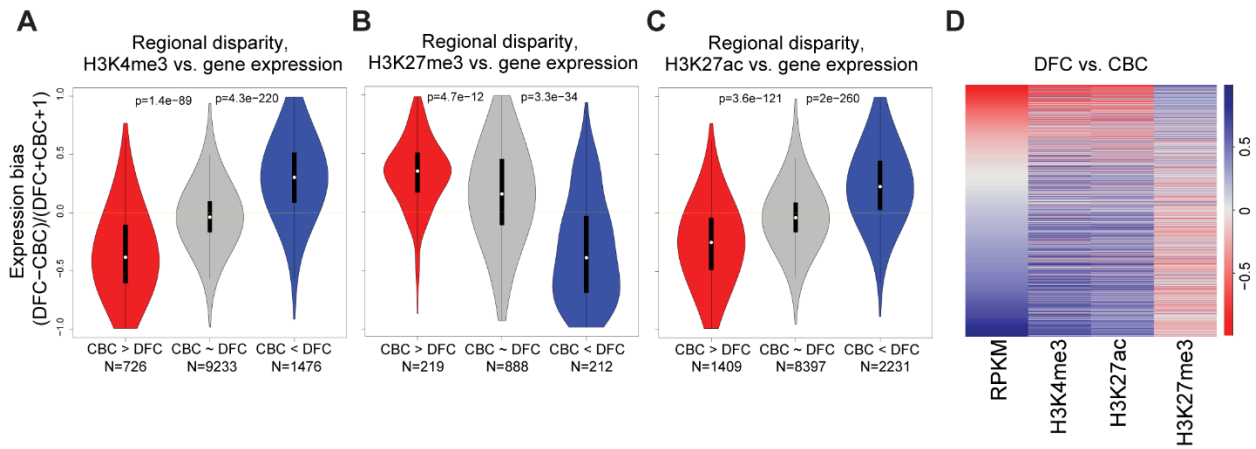 A
Regional disparity,
H3K4me3 vs. gene expression
p=1.4e−89
p=4.3e−220
Expression bias
(DFC−CBC)/(DFC+CBC+1)
1.0
0.5
0.0
−0.5
−1.0
CBC > DFC
N=726
CBC ~ DFC
N=9233
CBC < DFC
N=1476
B
Regional disparity,
H3K27me3 vs. gene expression
p=4.7e−12
p=3.3e−34
CBC > DFC
N=219
CBC ~ DFC
N=888
CBC < DFC
N=212
C
Regional disparity,
H3K27ac vs. gene expression
p=3.6e−121
p=2e−260
CBC > DFC
N=1409
CBC ~ DFC
N=8397
CBC < DFC
N=2231
D
DFC vs. CBC
0.5
0
−0.5
RPKM
H3K4me3
H3K27ac
H3K27me3